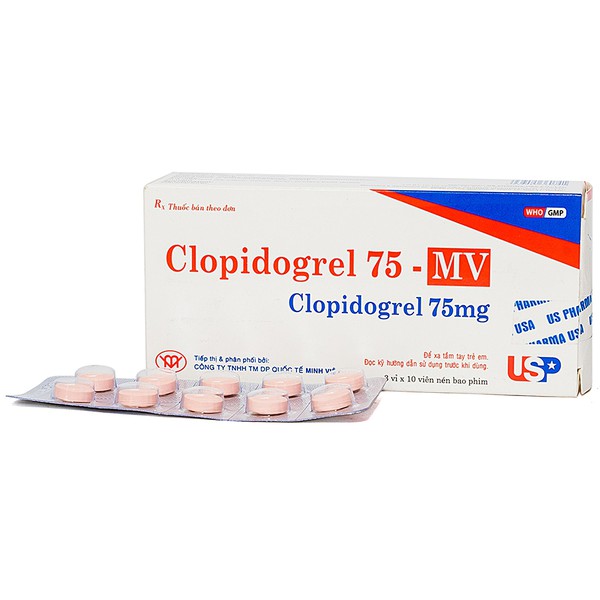 Rx Thuốc bán theo đơn
WHO GMP
Clopidogrel 75 - MV
Clopidogrel 75mg
Tiếp thị & phân phối bởi:
CÔNG TY TNHH TM DP QUỐC TẾ MINH
Để xa tầm tay trẻ em.
Đọc kỹ hướng dẫn sử dụng trước khi dùng.
3 vỉ x 10 viên nén bao phim
USP
US PHARMA USA